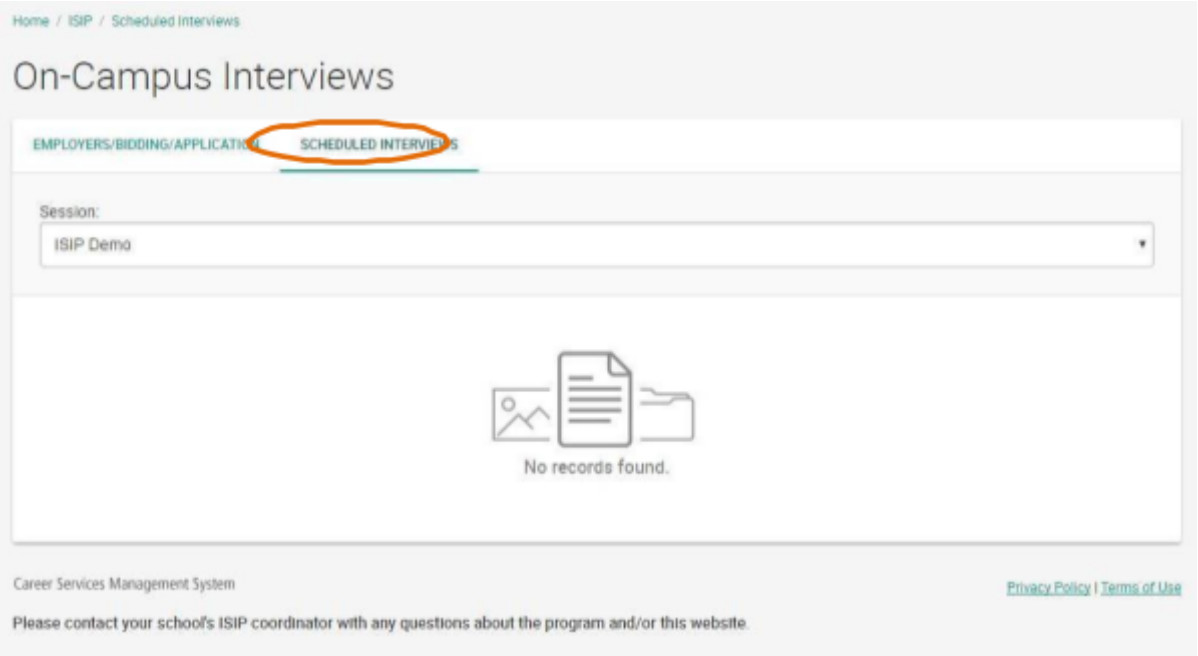 Home / ISIP / Scheduled Interviews
On-Campus Interviews
EMPLOYERS/BIDDING/APPLICATION SCHEDULED INTERVIEWS
Session:
ISIP Demo
No records found.
Career Services Management System
Privacy Policy | Terms of Use
Please contact your school's ISIP coordinator with any questions about the program and/or this website.